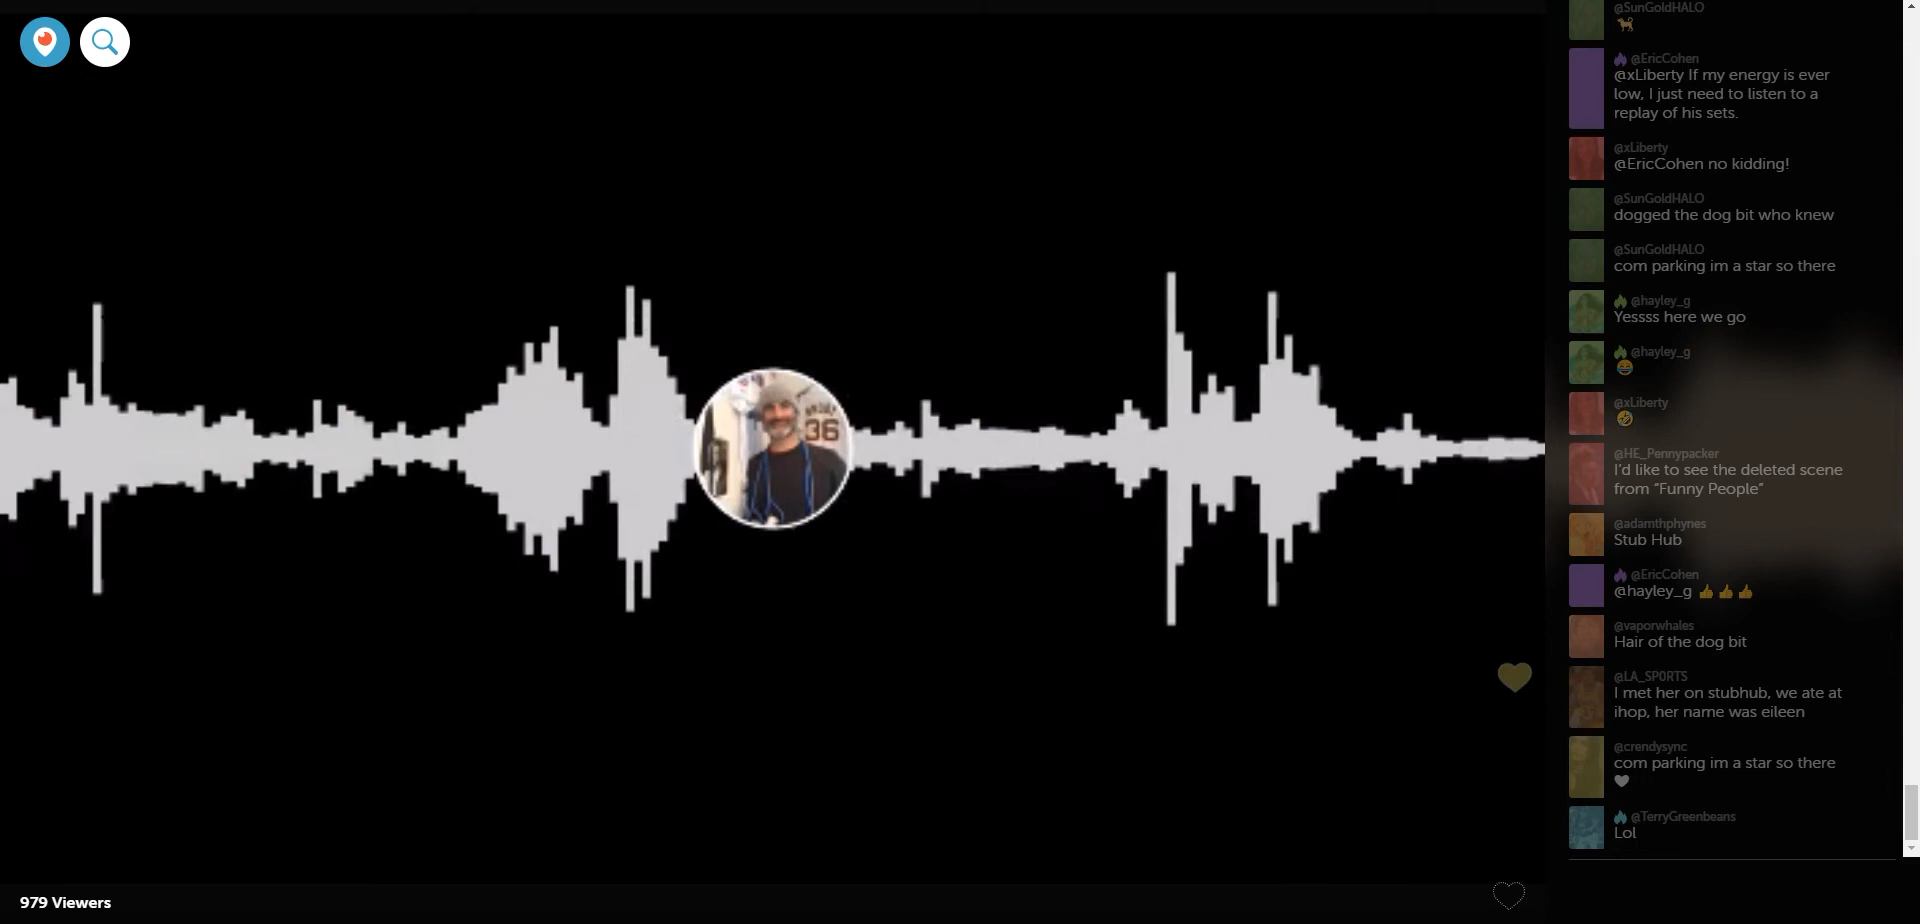 @SunGoldHALO
@EricCohen
@xLiberty If my energy is ever
low, I just need to listen to a
replay of his sets.
@xLiberty
@EricCohen no kidding!
@SunGoldHALO
dogged the dog bit who knew
@SunGoldHALO
com parking im a star so there
@hayley_g
Yessss here we go
@hayley_g
@xLiberty
@HE_Pennypacker
I'd like to see the deleted scene
from "Funny People"
@adamthphynes
Stub Hub
@EricCohen
@hayley_g 👍 👍 👍
@vaporwhales
Hair of the dog bit
@LA_SP0RTS
I met her on stubhub, we ate at
ihop, her name was eileen
@crendysync
com parking im a star so there
@TerryGreenbeans
Lol
36
979 Viewers